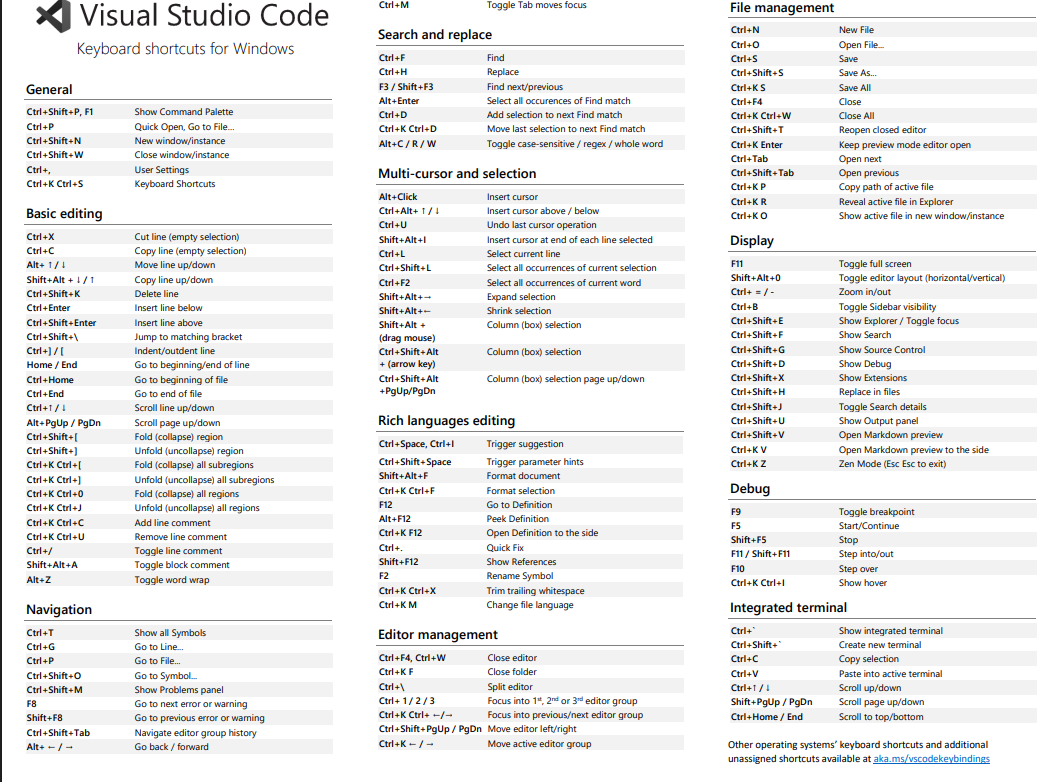 Visual Studio Code
Keyboard shortcuts for Windows
General
Ctrl+Shift+P, F1 Show Command Palette
Ctrl+P Quick Open, Go to File...
Ctrl+Shift+N New window/instance
Ctrl+Shift+W Close window/instance
Ctrl+, User Settings
Ctrl+K Ctrl+S Keyboard Shortcuts
Basic editing
Ctrl+X Cut line (empty selection)
Ctrl+C Copy line (empty selection)
Alt+ ↑ / ↓ Move line up/down
Shift+Alt + ↓ / ↑ Copy line up/down
Ctrl+Shift+K Delete line
Ctrl+Enter Insert line below
Ctrl+Shift+Enter Insert line above
Ctrl+Shift+\ Jump to matching bracket
Ctrl+] / [ Indent/outdent line
Home / End Go to beginning/end of line
Ctrl+Home Go to beginning of file
Ctrl+End Go to end of file
Ctrl+↑ / ↓ Scroll line up/down
Alt+PgUp / PgDn Scroll page up/down
Ctrl+Shift+[ Fold (collapse) region
Ctrl+Shift+] Unfold (uncollapse) region
Ctrl+K Ctrl+[ Fold (collapse) all subregions
Ctrl+K Ctrl+] Unfold (uncollapse) all subregions
Ctrl+K Ctrl+0 Fold (collapse) all regions
Ctrl+K Ctrl+J Unfold (uncollapse) all regions
Ctrl+K Ctrl+C Add line comment
Ctrl+K Ctrl+U Remove line comment
Ctrl+/ Toggle line comment
Shift+Alt+A Toggle block comment
Alt+Z Toggle word wrap
Navigation
Ctrl+T Show all Symbols
Ctrl+G Go to Line...
Ctrl+P Go to File...
Ctrl+Shift+O Go to Symbol...
Ctrl+Shift+M Show Problems panel
F8 Go to next error or warning
Shift+F8 Go to previous error or warning
Ctrl+Shift+Tab Navigate editor group history
Alt+ ← / → Go back / forward
Ctrl+M Toggle Tab moves focus
Search and replace
Ctrl+F Find
Ctrl+H Replace
F3 / Shift+F3 Find next/previous
Alt+Enter Select all occurences of Find match
Ctrl+D Add selection to next Find match
Ctrl+K Ctrl+D Move last selection to next Find match
Alt+C / R / W Toggle case-sensitive / regex / whole word
Multi-cursor and selection
Alt+Click Insert cursor
Ctrl+Alt+ ↑ / ↓ Insert cursor above / below
Ctrl+U Undo last cursor operation
Shift+Alt+I Insert cursor at end of each line selected
Ctrl+L Select current line
Ctrl+Shift+L Select all occurrences of current selection
Ctrl+F2 Select all occurrences of current word
Shift+Alt+→ Expand selection
Shift+Alt+← Shrink selection
Shift+Alt + Column (box) selection
(drag mouse)
Ctrl+Shift+Alt Column (box) selection
+ (arrow key)
Ctrl+Shift+Alt Column (box) selection page up/down
+PgUp/PgDn
Rich languages editing
Ctrl+Space, Ctrl+I Trigger suggestion
Ctrl+Shift+Space Trigger parameter hints
Shift+Alt+F Format document
Ctrl+K Ctrl+F Format selection
F12 Go to Definition
Alt+F12 Peek Definition
Ctrl+K F12 Open Definition to the side
Ctrl+. Quick Fix
Shift+F12 Show References
F2 Rename Symbol
Ctrl+K Ctrl+X Trim trailing whitespace
Ctrl+K M Change file language
Editor management
Ctrl+F4, Ctrl+W Close editor
Ctrl+K F Close folder
Ctrl+\ Split editor
Ctrl+ 1 / 2 / 3 Focus into 1st, 2nd or 3rd editor group
Ctrl+K Ctrl+ ←/→ Focus into previous/next editor group
Ctrl+Shift+PgUp / PgDn Move editor left/right
Ctrl+K ← / → Move active editor group
File management
Ctrl+N New File
Ctrl+O Open File...
Ctrl+S Save
Ctrl+Shift+S Save As...
Ctrl+K S Save All
Ctrl+F4 Close
Ctrl+K Ctrl+W Close All
Ctrl+Shift+T Reopen closed editor
Ctrl+K Enter Keep preview mode editor open
Ctrl+Tab Open next
Ctrl+Shift+Tab Open previous
Ctrl+K P Copy path of active file
Ctrl+K R Reveal active file in Explorer
Ctrl+K O Show active file in new window/instance
Display
F11 Toggle full screen
Shift+Alt+0 Toggle editor layout (horizontal/vertical)
Ctrl+ = / - Zoom in/out
Ctrl+B Toggle Sidebar visibility
Ctrl+Shift+E Show Explorer / Toggle focus
Ctrl+Shift+F Show Search
Ctrl+Shift+G Show Source Control
Ctrl+Shift+D Show Debug
Ctrl+Shift+X Show Extensions
Ctrl+Shift+H Replace in files
Ctrl+Shift+J Toggle Search details
Ctrl+Shift+U Show Output panel
Ctrl+Shift+V Open Markdown preview
Ctrl+K V Open Markdown preview to the side
Ctrl+K Z Zen Mode (Esc Esc to exit)
Debug
F9 Toggle breakpoint
F5 Start/Continue
Shift+F5 Stop
F11 / Shift+F11 Step into/out
F10 Step over
Ctrl+K Ctrl+I Show hover
Integrated terminal
Ctrl+` Show integrated terminal
Ctrl+Shift+` Create new terminal
Ctrl+C Copy selection
Ctrl+V Paste into active terminal
Ctrl+↑ / ↓ Scroll up/down
Shift+PgUp / PgDn Scroll page up/down
Ctrl+Home / End Scroll to top/bottom
Other operating systems' keyboard shortcuts and additional
unassigned shortcuts available at aka.ms/vscodekeybindings